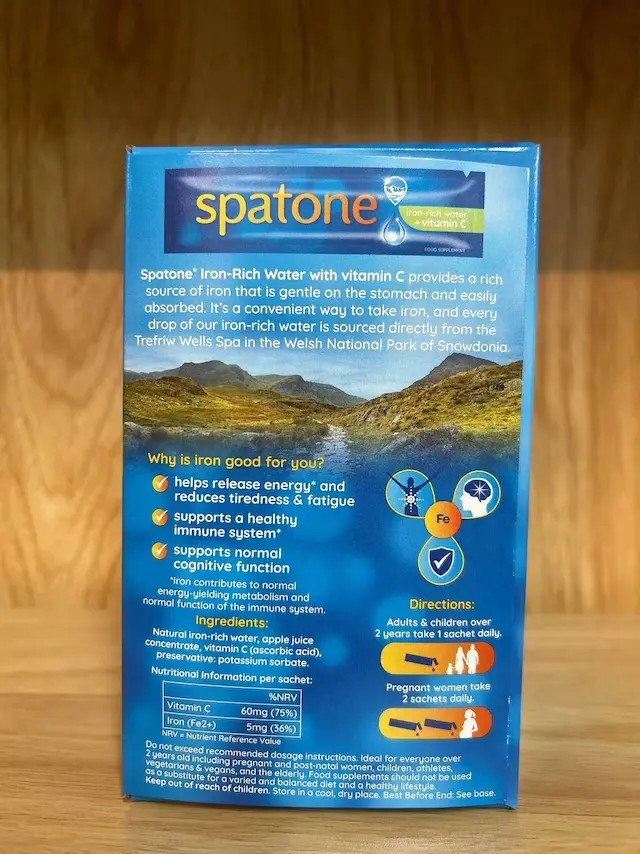 spatone
iron-rich water
+ vitamin C
FOOD SUPPLEMENT
Spatone® Iron-Rich Water with vitamin C provides a rich
source of iron that is gentle on the stomach and easily
absorbed. It's a convenient way to take iron, and every
drop of our iron-rich water is sourced directly from the
Trefriw Wells Spa in the Welsh National Park of Snowdonia.
Why is iron good for you?
helps release energy* and
reduces tiredness & fatigue
supports a healthy
immune system*
supports normal
cognitive function
*Iron contributes to normal
energy-yielding metabolism and
normal function of the immune system.
Fe
Ingredients:
Natural iron-rich water, apple juice
concentrate, vitamin C (ascorbic acid),
preservative: potassium sorbate.
Nutritional Information per sachet:
%NRV
Vitamin C 60mg (75%)
Iron (Fe2+) 5mg (36%)
NRV = Nutrient Reference Value
Directions:
Adults & children over
2 years take 1 sachet daily.
Pregnant women take
2 sachets daily.
Do not exceed recommended dosage instructions. Ideal for everyone over
2 years old including pregnant and post-natal women, children, athletes,
vegetarians & vegans, and the elderly. Food supplements should not be used
as a substitute for a varied and balanced diet and a healthy lifestyle.
Keep out of reach of children. Store in a cool, dry place. Best Before End: See base.